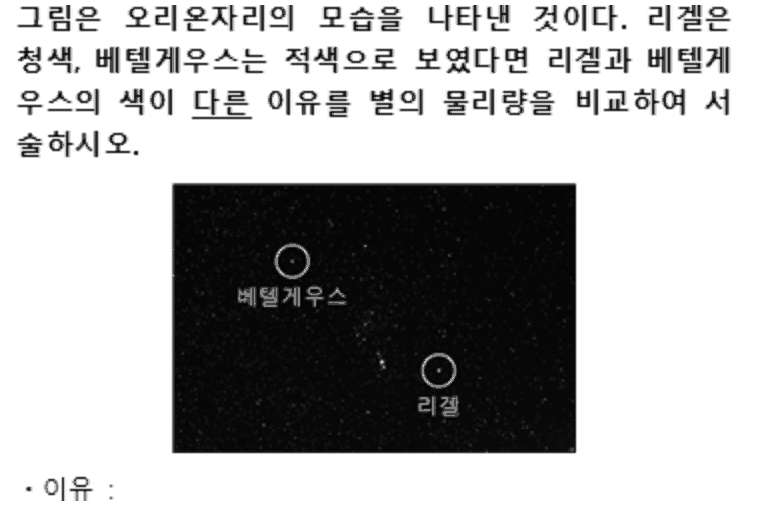 그림은 오리온자리의 모습을 나타낸 것이다. 리겔은
청색, 베텔게우스는 적색으로 보였다면 리겔과 베텔게
우스의 색이 다른 이유를 별의 물리량을 비교하여 서
술하시오.
베텔게우스
리겔
• 이유 :